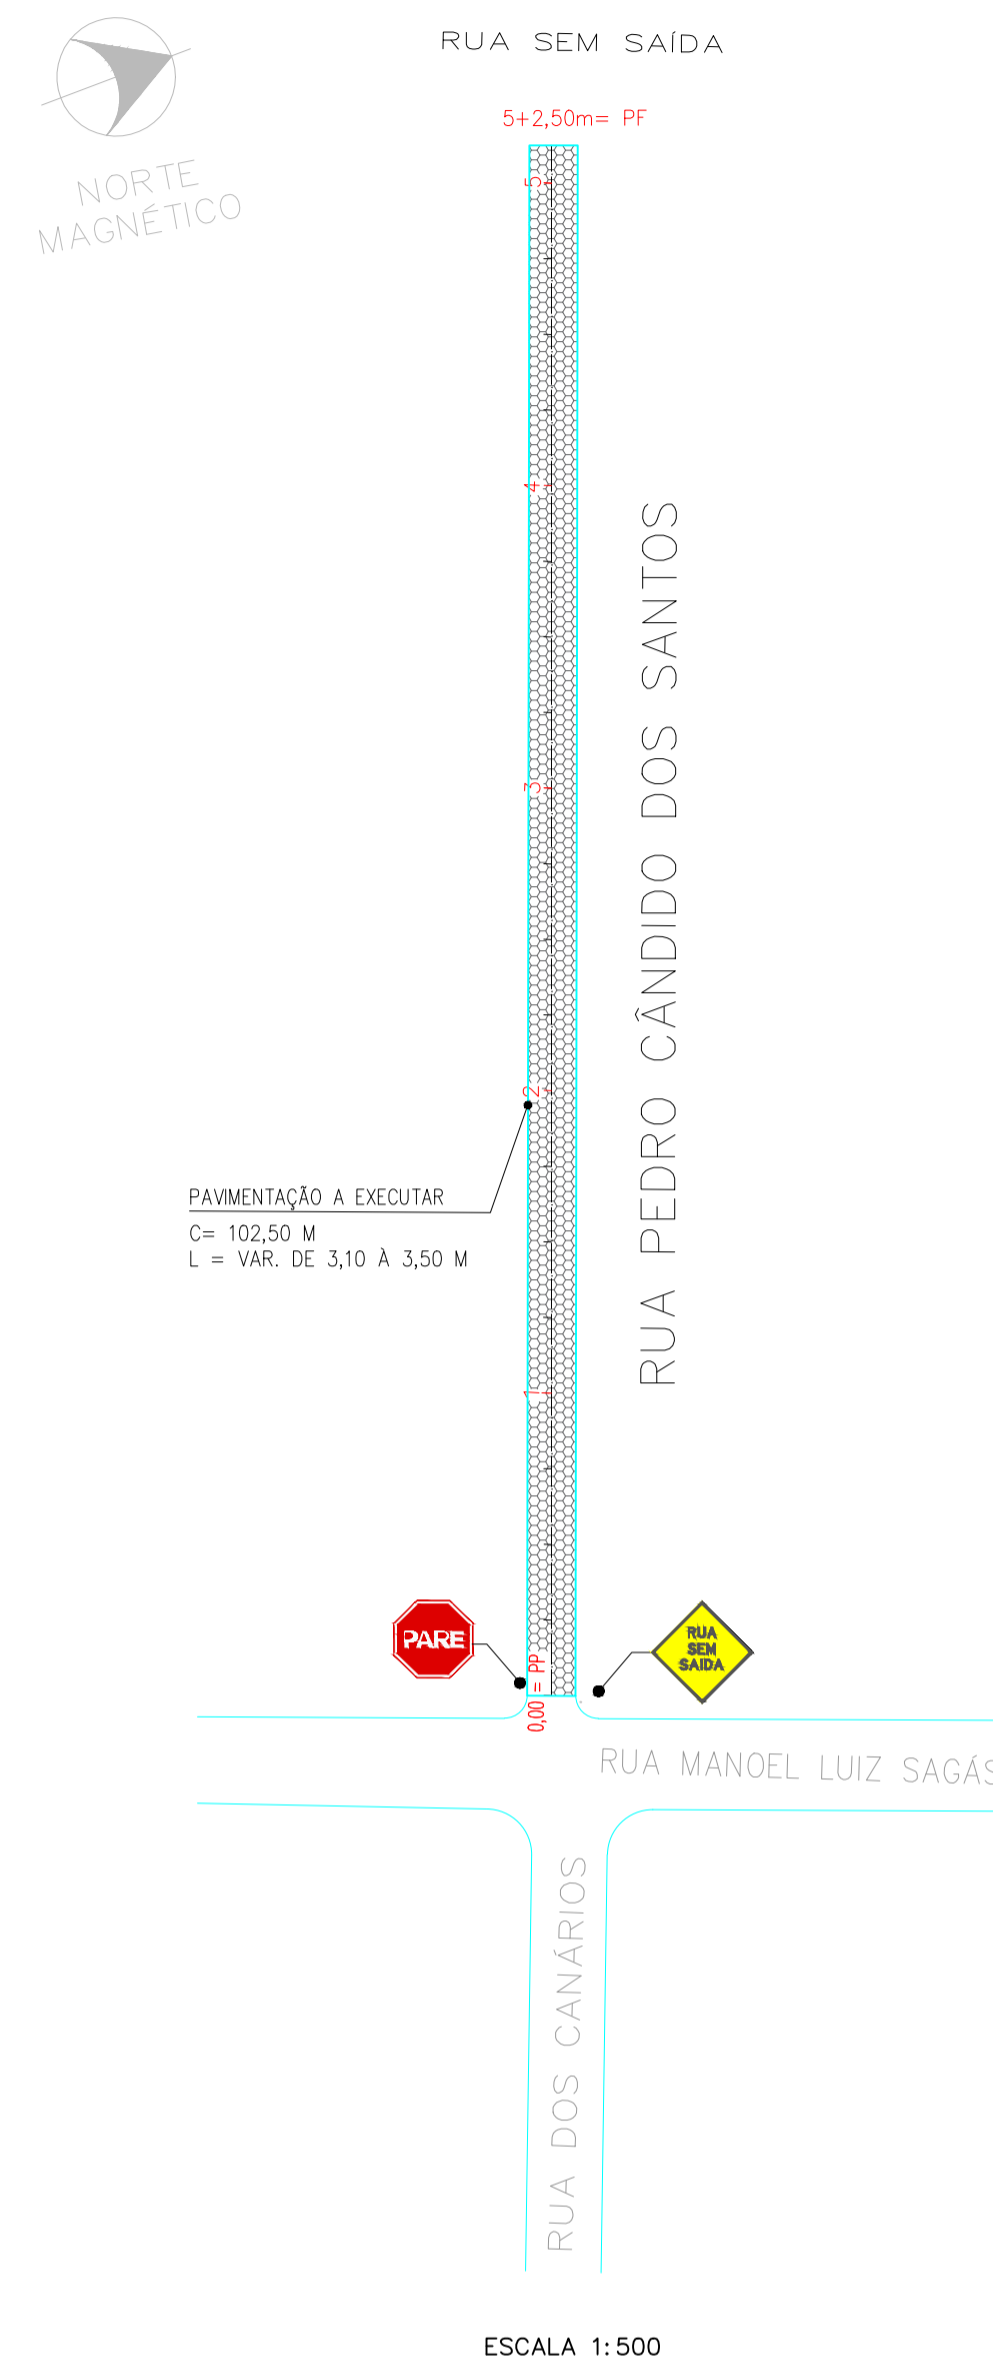 RUA SEM SAÍDA
5+2,50m= PF
NORTE
MAGNÉTICO
5
4
3
2
1
RUA PEDRO CÂNDIDO DOS SANTOS
PAVIMENTAÇÃO A EXECUTAR
C= 102,50 M
L = VAR. DE 3,10 À 3,50 M
PARE
RUA
SEM
SAIDA
0,00 = PP
RUA MANOEL LUIZ SAGÁS
RUA DOS CANÁRIOS
ESCALA 1:500